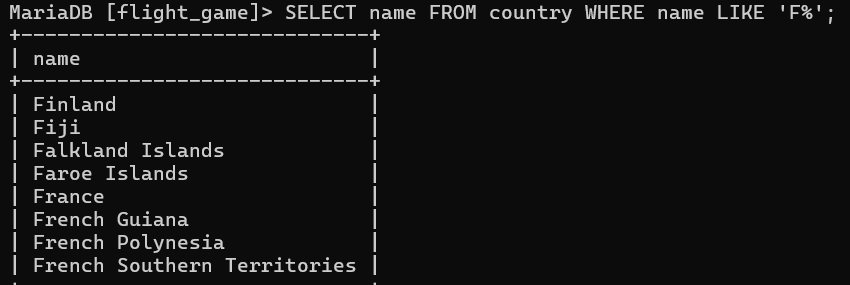 MariaDB [flight_game]> SELECT name FROM country WHERE name LIKE 'F%';
+-----------------------------+
| name                        |
+-----------------------------+
| Finland                     |
| Fiji                        |
| Falkland Islands            |
| Faroe Islands               |
| France                      |
| French Guiana               |
| French Polynesia            |
| French Southern Territories |